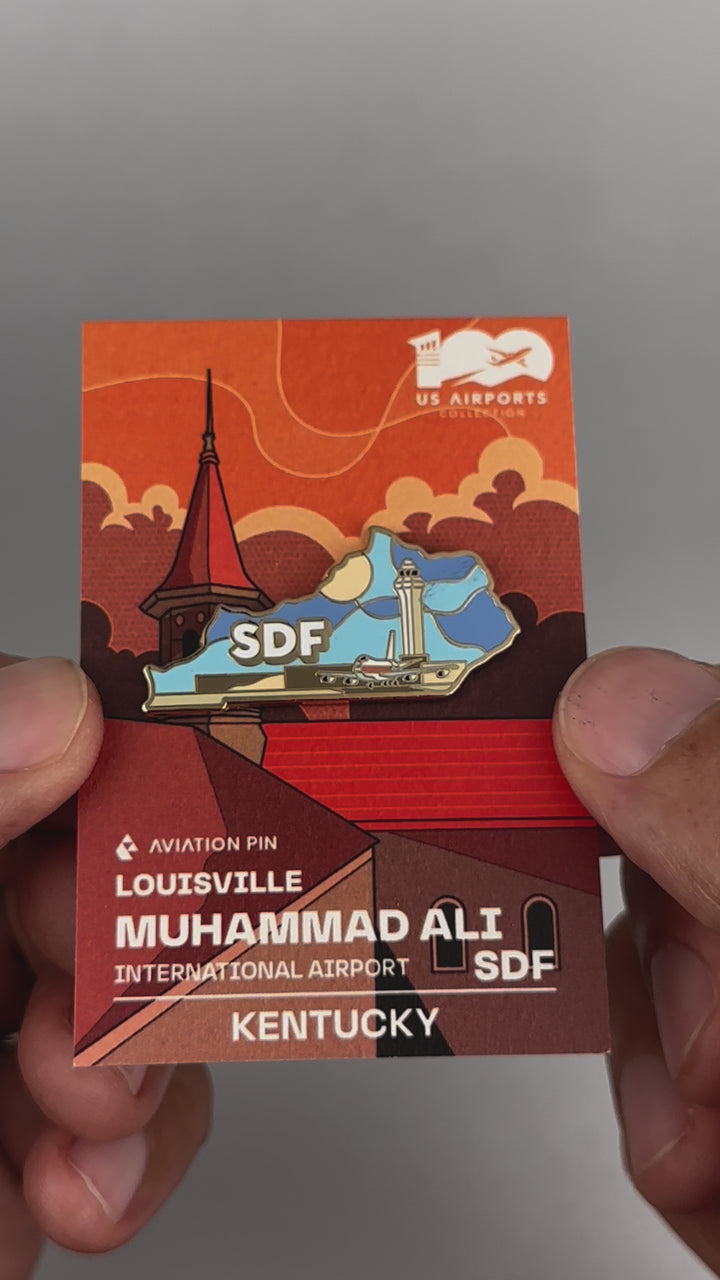 100
US AIRPORTS
COLLECTION
SDF
AVIATION PIN
LOUISVILLE
MUHAMMAD ALI
INTERNATIONAL AIRPORT
SDF
KENTUCKY